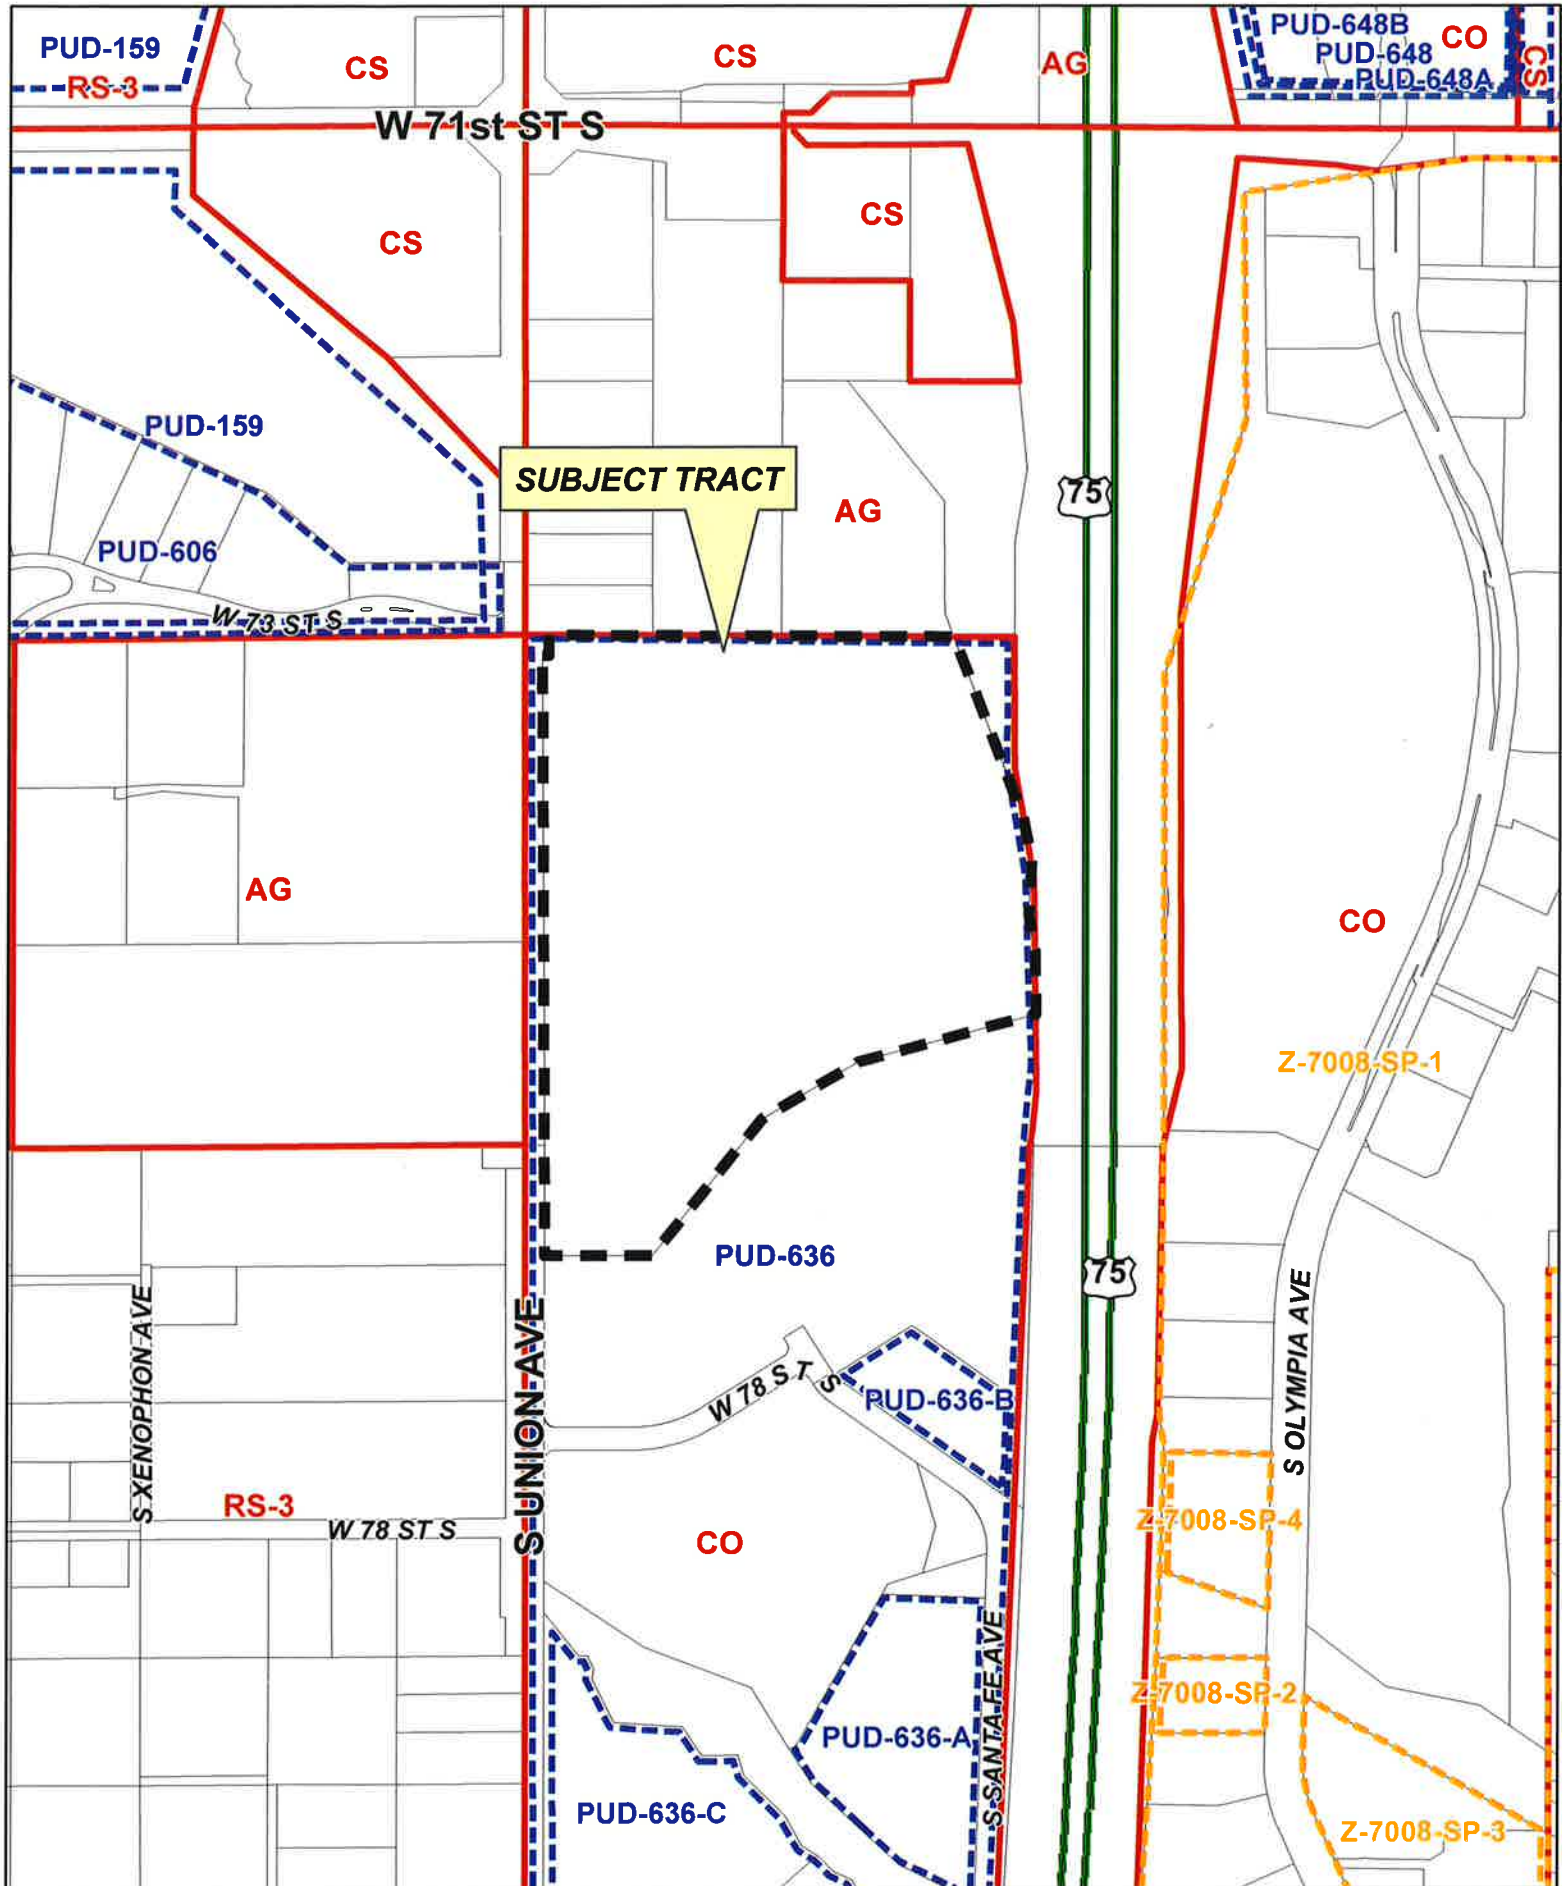 PUD-159
RS-3
CS
CS
AG
PUD-648B
CO
PUD-648
PUD-648A
CS
W 71st ST S
CS
CS
PUD-159
SUBJECT TRACT
75
AG
PUD-606
W 73 ST S
AG
CO
Z-7008-SP-1
PUD-636
75
S XENOPHON AVE
S UNION AVE
S OLYMPIA AVE
W 78 ST S
PUD-636-B
RS-3
W 78 ST S
CO
Z-7008-SP-4
S SANTA FE AVE
Z-7008-SP-2
PUD-636-A
PUD-636-C
Z-7008-SP-3